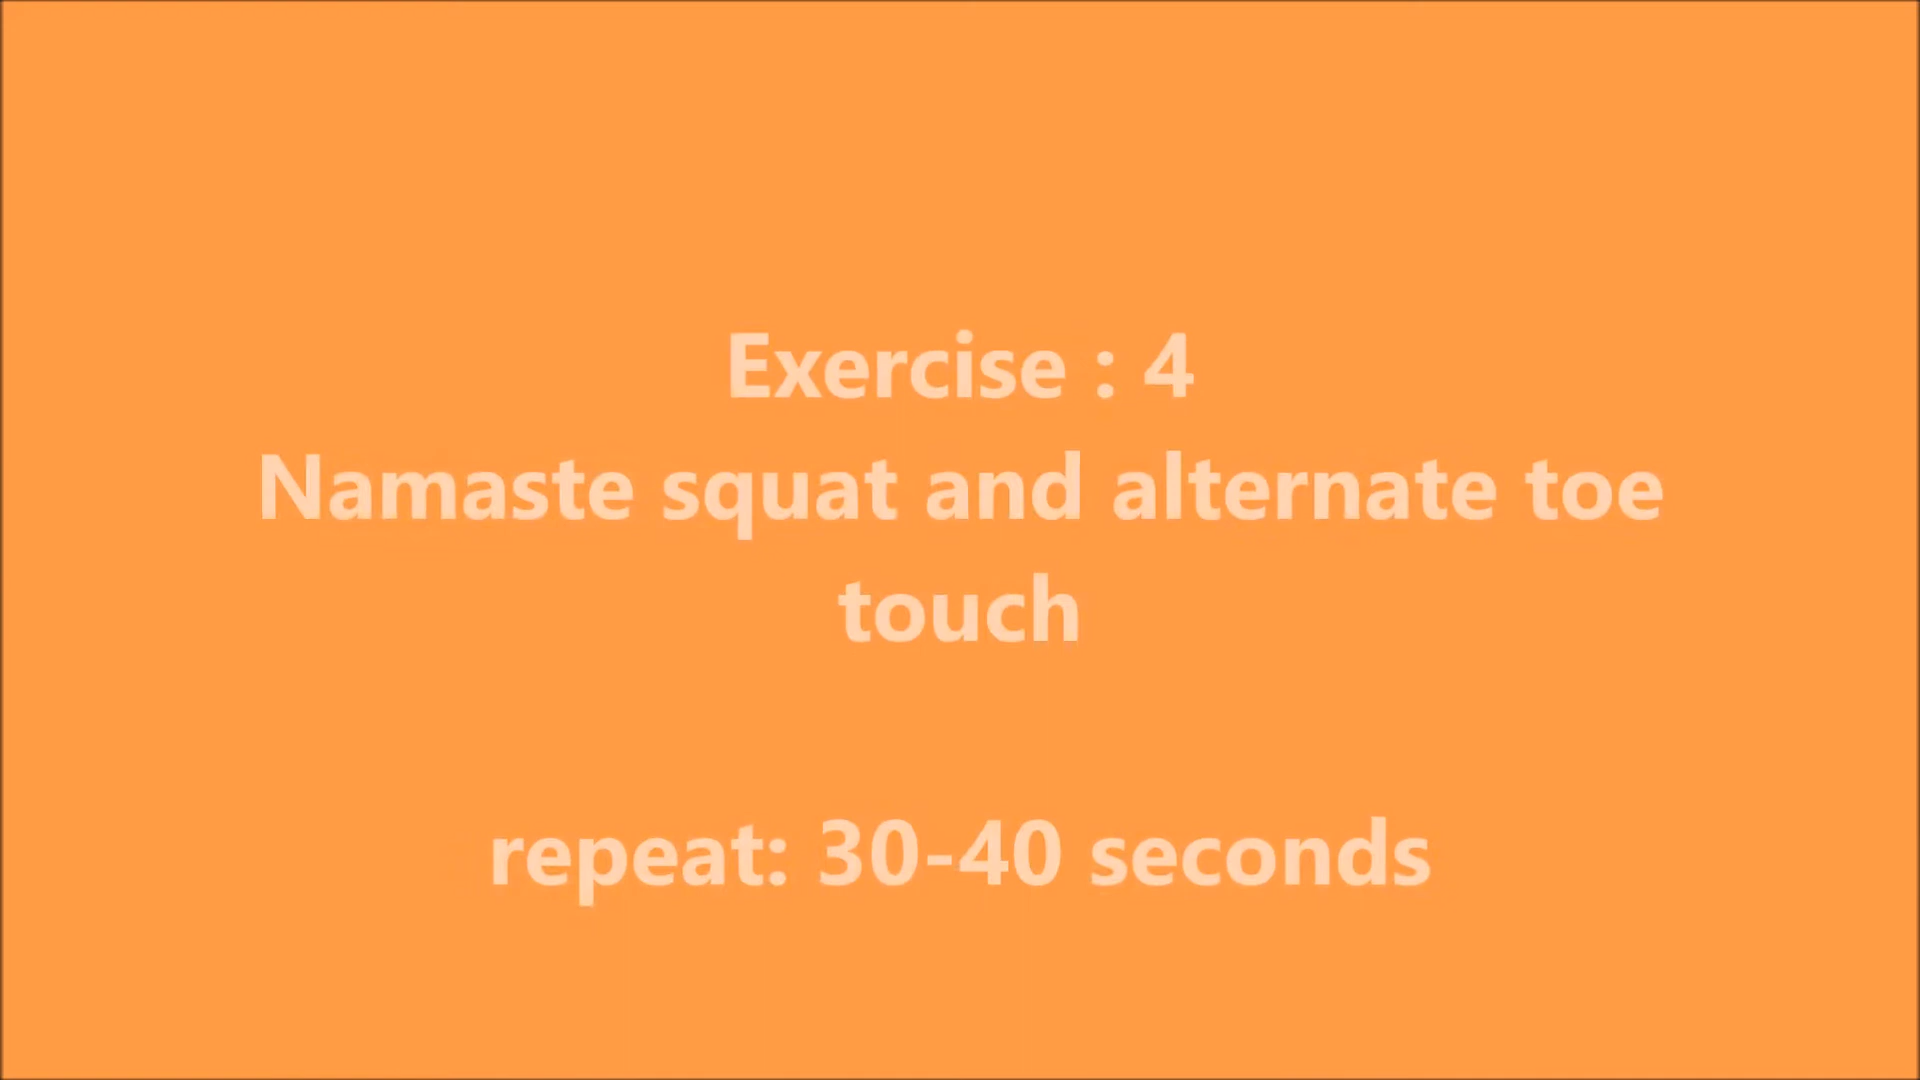 Exercise : 4
Namaste squat and alternate toe
touch
repeat: 30-40 seconds